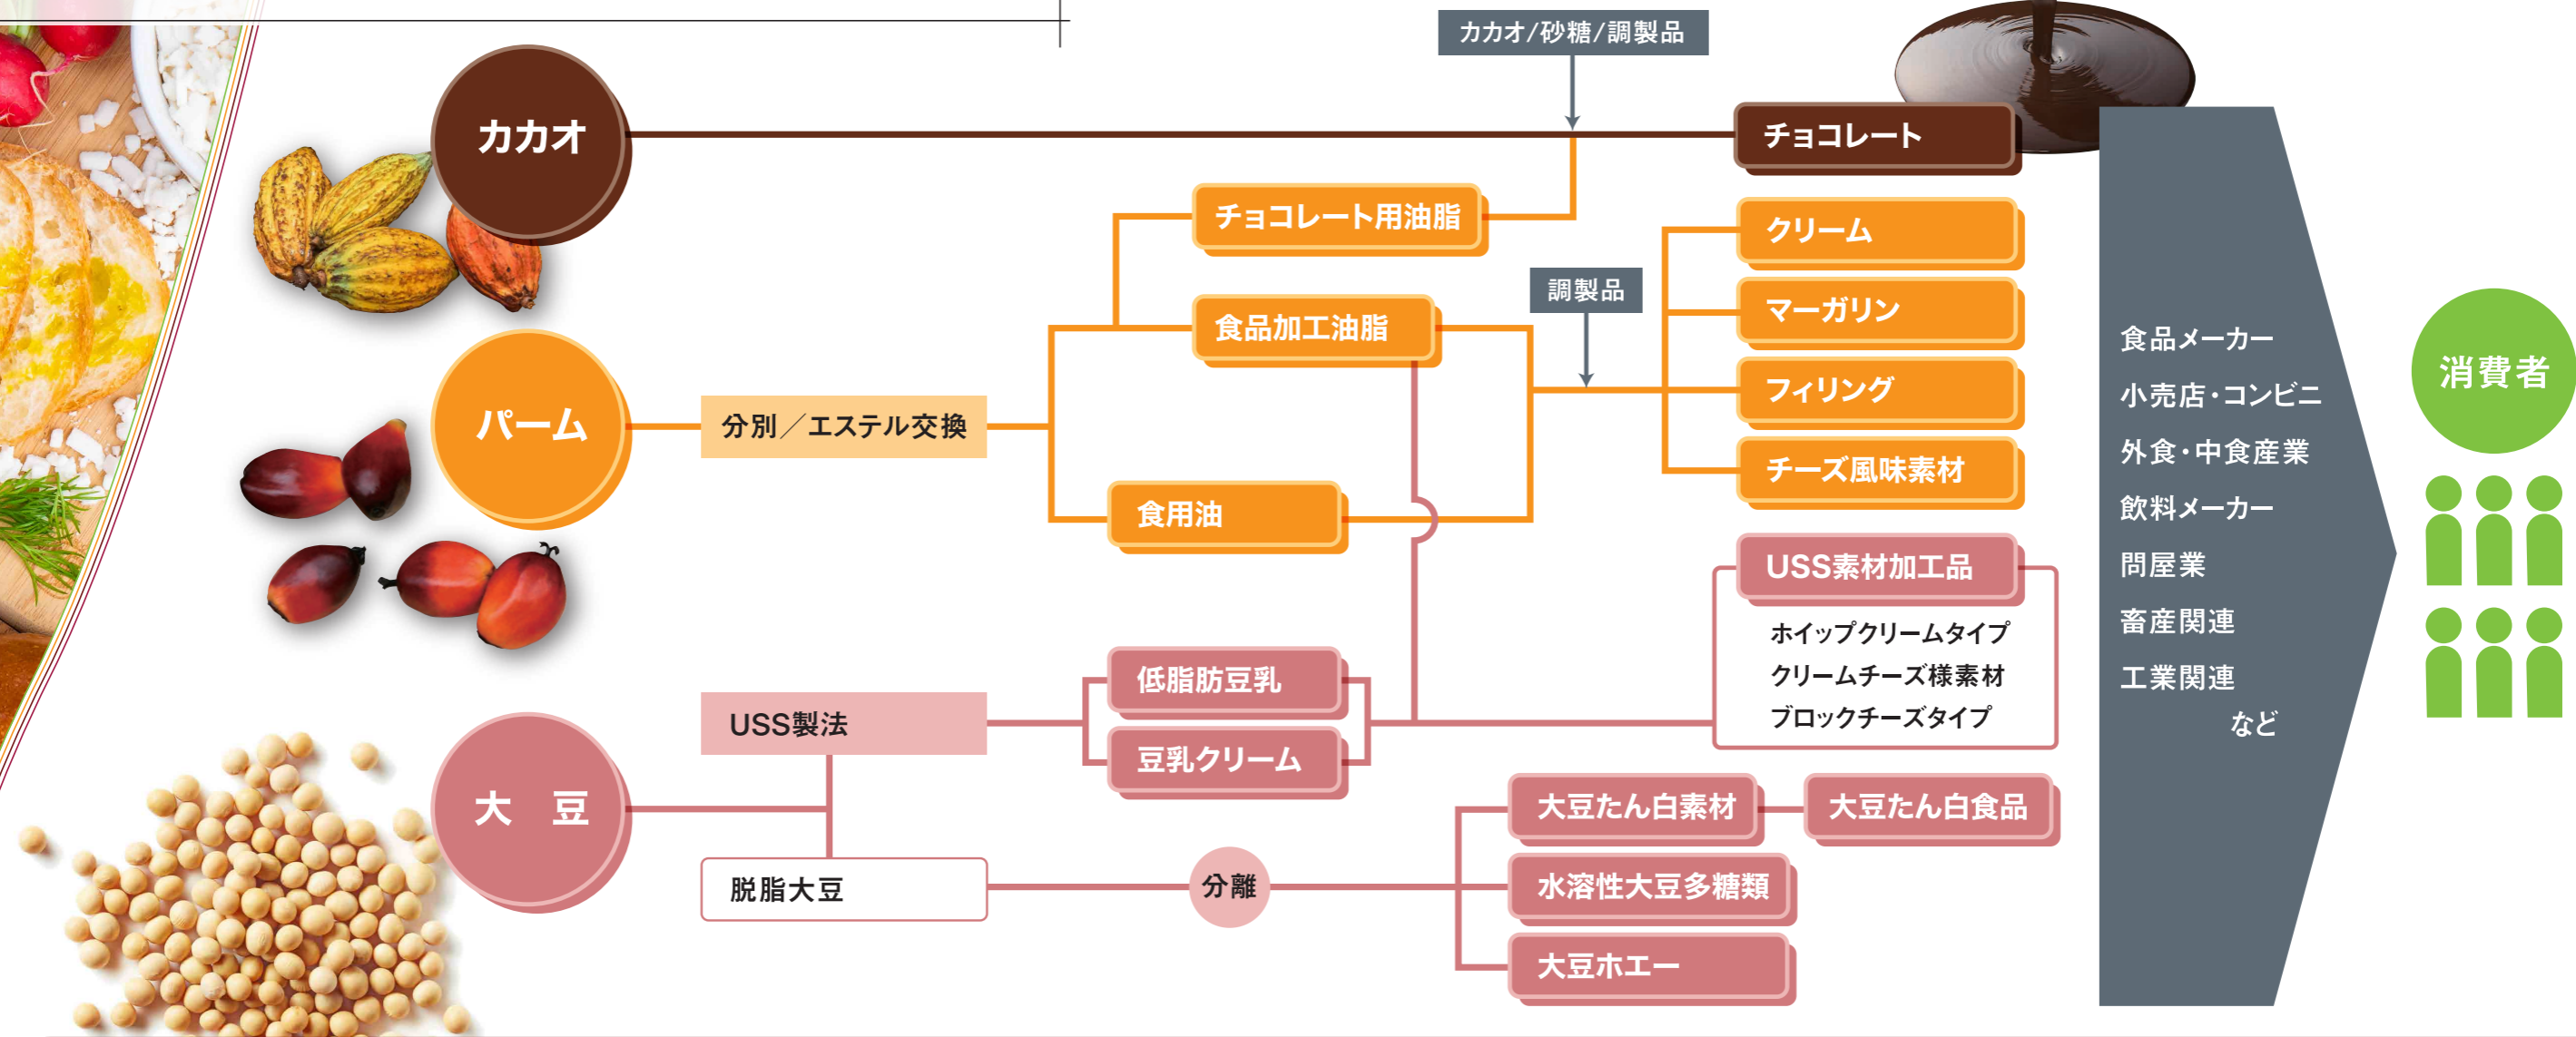 カカオ/砂糖/調製品
カカオ
チョコレート
チョコレート用油脂
クリーム
調製品
マーガリン
食品加工油脂
フィリング
パーム
分別／エステル交換
チーズ風味素材
食用油
USS素材加工品
ホイップクリームタイプ
クリームチーズ様素材
ブロックチーズタイプ
低脂肪豆乳
USS製法
豆乳クリーム
大　豆
大豆たん白素材
大豆たん白食品
脱脂大豆
分離
水溶性大豆多糖類
大豆ホエー
食品メーカー
小売店・コンビニ
外食・中食産業
飲料メーカー
問屋業
畜産関連
工業関連
など
消費者